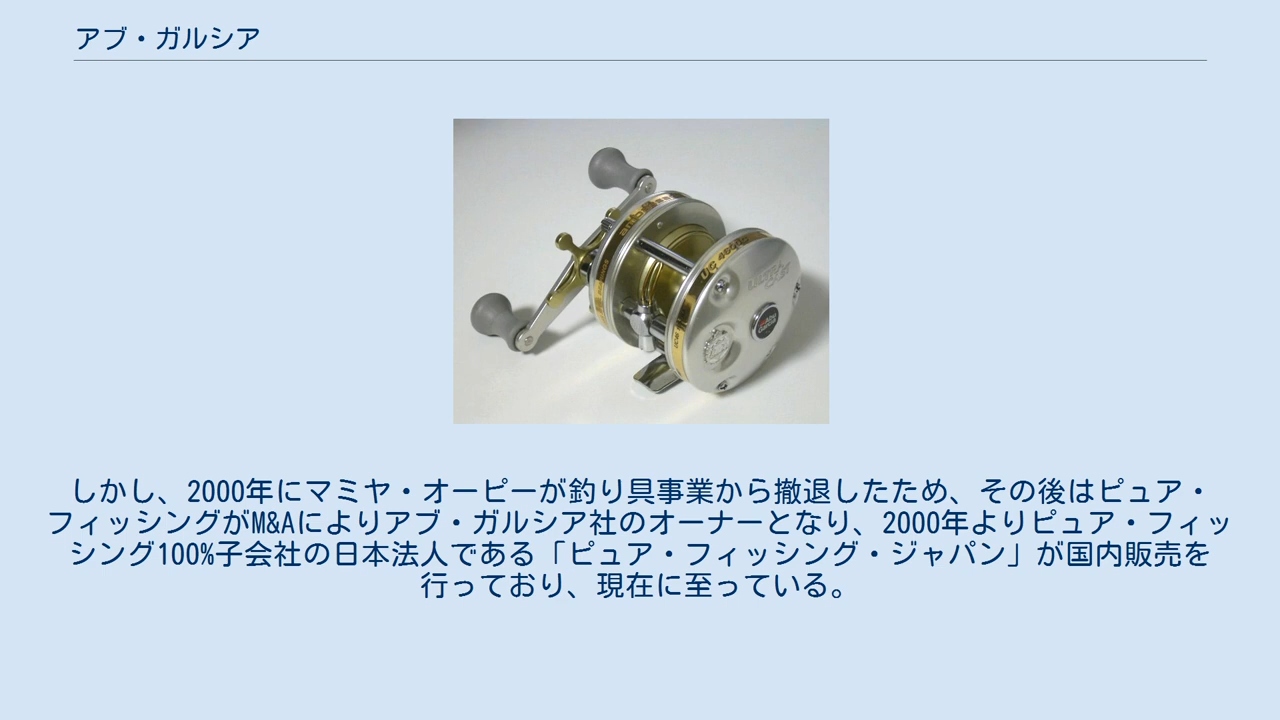 アブ・ガルシア
しかし、2000年にマミヤ・オーピーが釣り具事業から撤退したため、その後はピュア・
フィッシングがM&Aによりアブ・ガルシア社のオーナーとなり、2000年よりピュア・フィッ
シング100%子会社の日本法人である「ピュア・フィッシング・ジャパン」が国内販売を
行っており、現在に至っている。